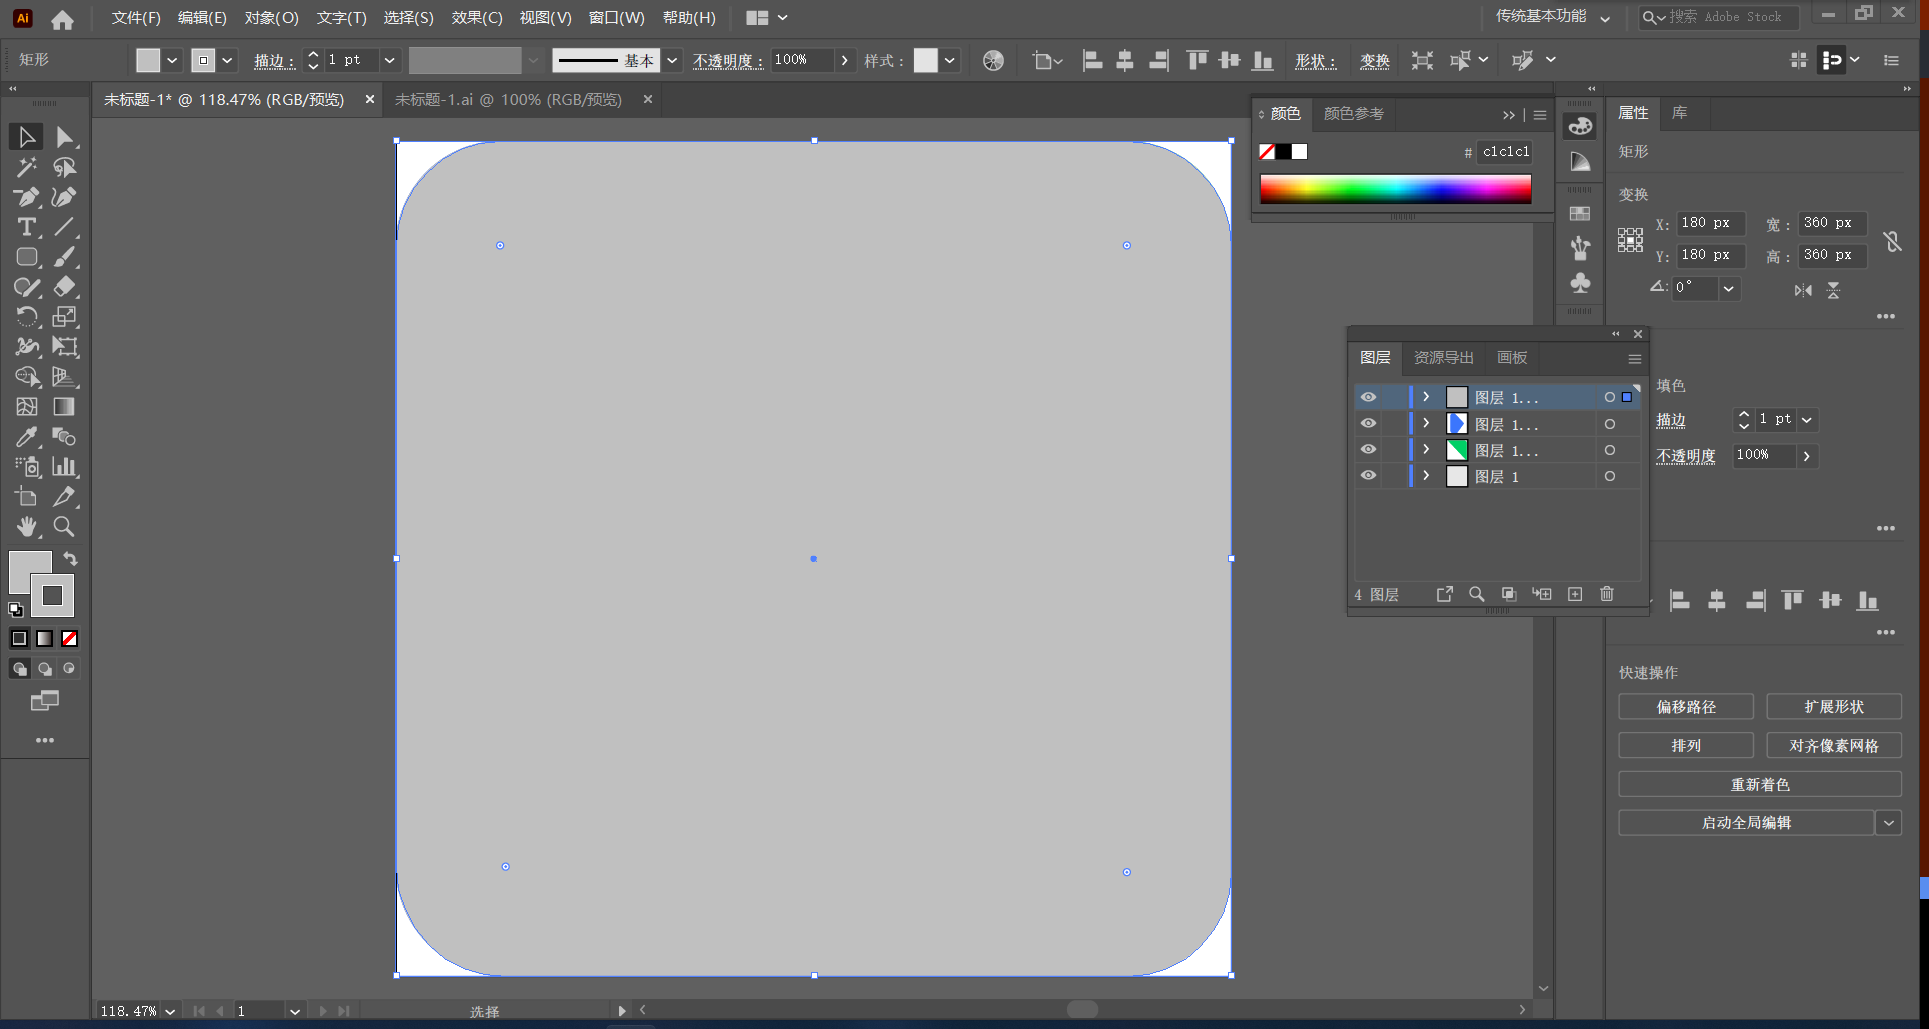 Ai 文件(F) 编辑(E) 对象(O) 文字(T) 选择(S) 效果(C) 视图(V) 窗口(W) 帮助(H) 传统基本功能 搜索 Adobe Stock
矩形 描边： 1 pt 基本 不透明度： 100% 样式： 形状： 变换
未标题-1* @ 118.47% (RGB/预览) × 未标题-1.ai @ 100% (RGB/预览) ×
颜色 颜色参考
# c1c1c1
属性 库
矩形
变换
X: 180 px 宽： 360 px
Y: 180 px 高： 360 px
0°
图层 资源导出 画板
图层 1...
图层 1...
图层 1...
图层 1
4 图层
填色
描边 1 pt
不透明度 100%
快速操作
偏移路径 扩展形状
排列 对齐像素网格
重新着色
启动全局编辑
118.47% 1 选择